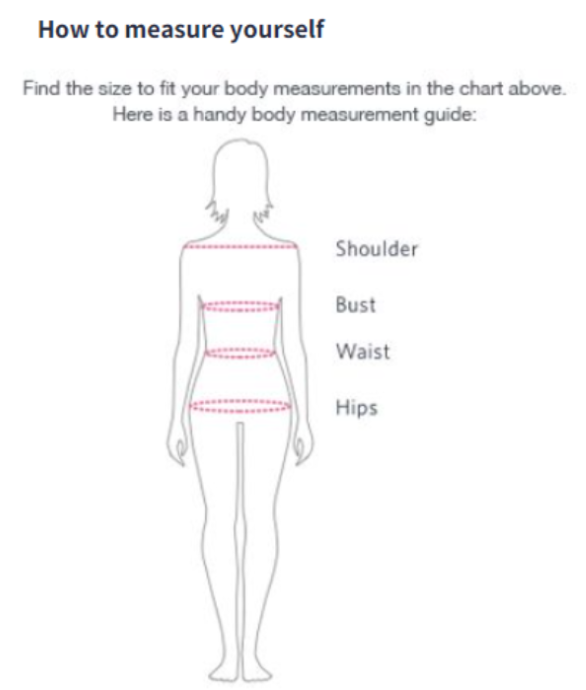 How to measure yourself
Find the size to fit your body measurements in the chart above.
Here is a handy body measurement guide:
Shoulder
Bust
Waist
Hips